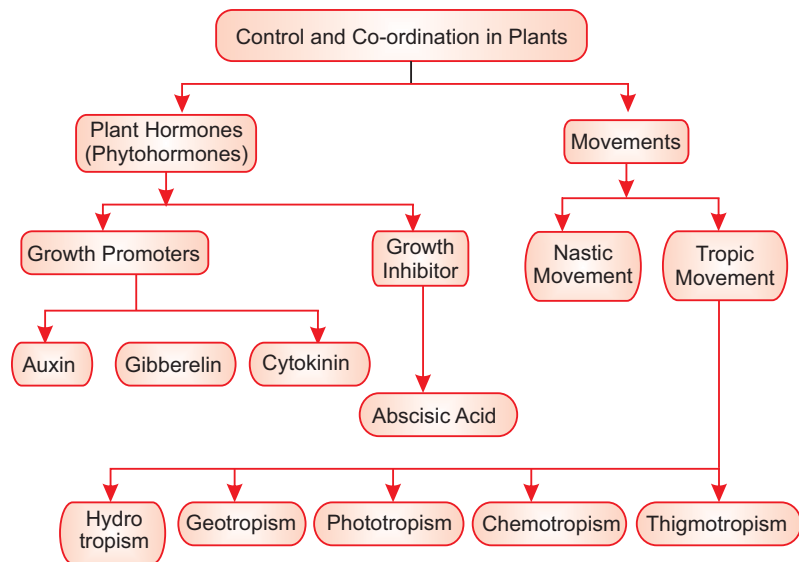 Control and Co-ordination in Plants
Plant Hormones
(Phytohormones)
Movements
Growth Promoters
Growth
Inhibitor
Nastic
Movement
Tropic
Movement
Auxin
Gibberelin
Cytokinin
Abscisic Acid
Hydro
tropism
Geotropism
Phototropism
Chemotropism
Thigmotropism